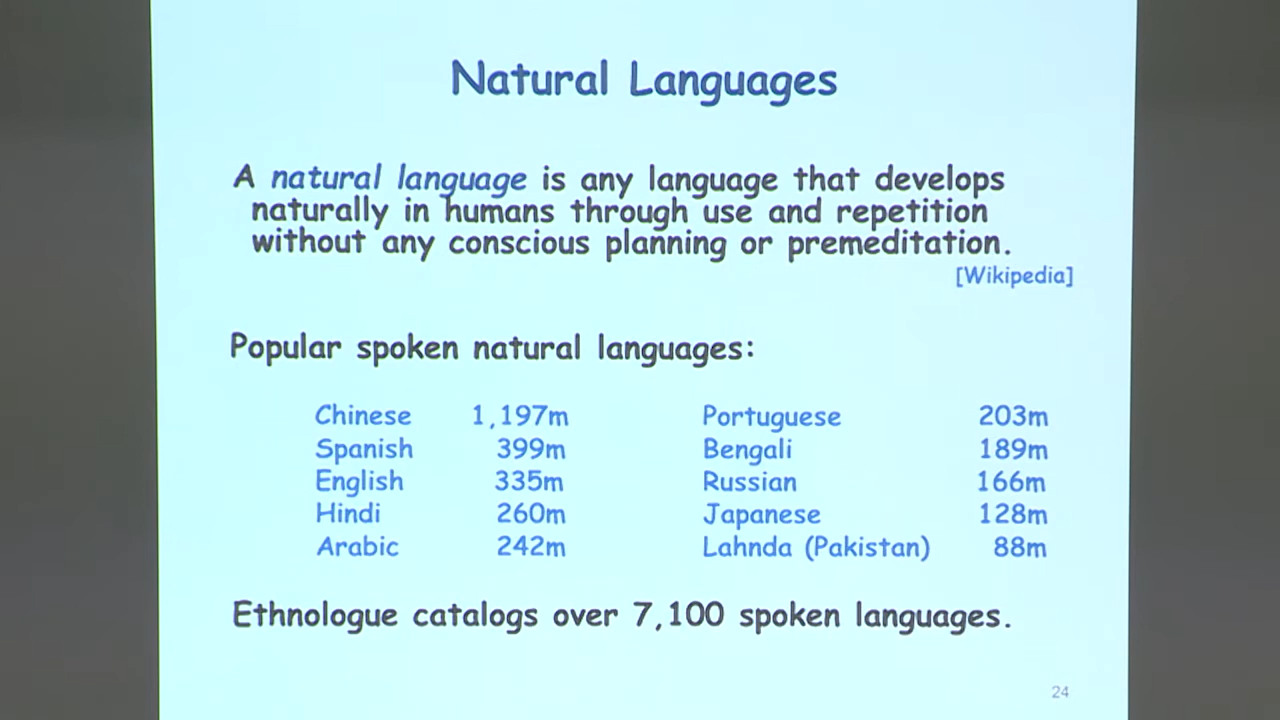 Natural Languages
A natural language is any language that develops
naturally in humans through use and repetition
without any conscious planning or premeditation.
[Wikipedia]
Popular spoken natural languages:
Chinese 1,197m Portuguese 203m
Spanish 399m Bengali 189m
English 335m Russian 166m
Hindi 260m Japanese 128m
Arabic 242m Lahnda (Pakistan) 88m
Ethnologue catalogs over 7,100 spoken languages.
24